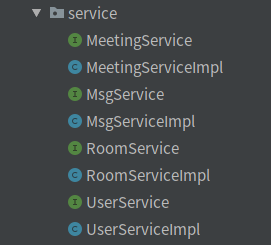 service
MeetingService
MeetingServiceImpl
MsgService
MsgServiceImpl
RoomService
RoomServiceImpl
UserService
UserServiceImpl